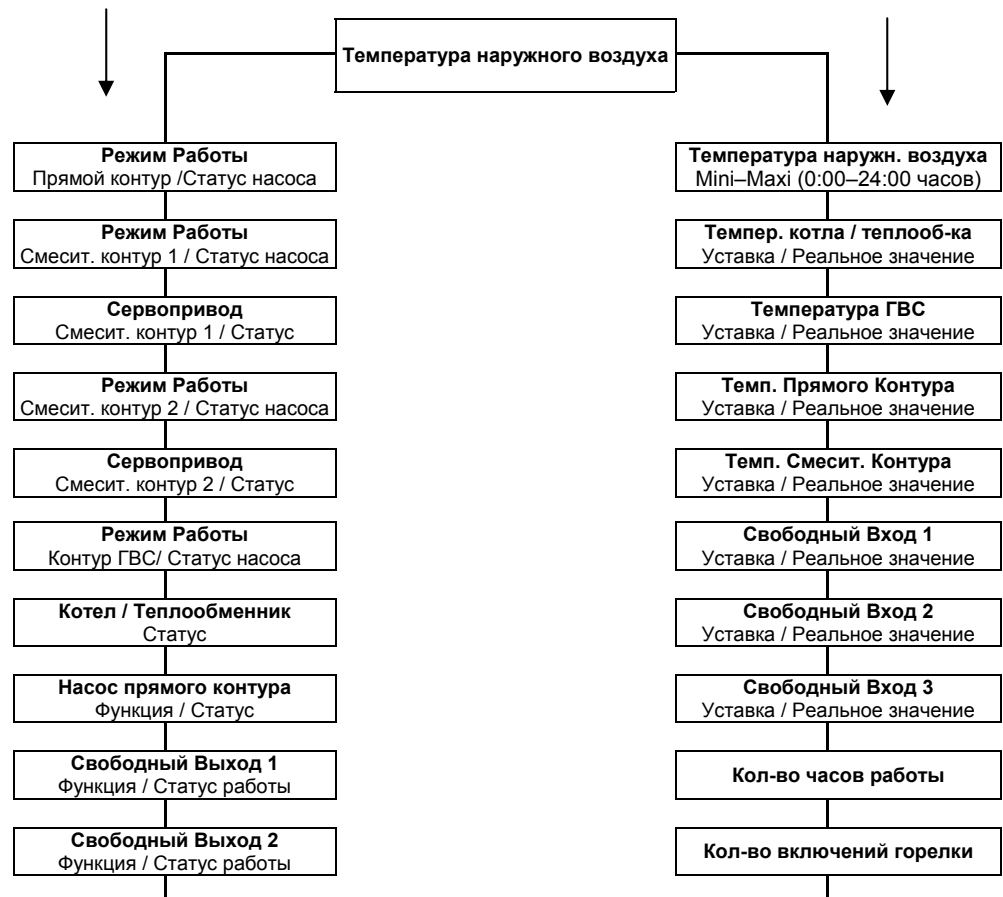 Температура наружного воздуха
Режим Работы
Прямой контур /Статус насоса
Режим Работы
Смесит. контур 1 / Статус насоса
Сервопривод
Смесит. контур 1 / Статус
Режим Работы
Смесит. контур 2 / Статус насоса
Сервопривод
Смесит. контур 2 / Статус
Режим Работы
Контур ГВС/ Статус насоса
Котел / Теплообменник
Статус
Насос прямого контура
Функция / Статус
Свободный Выход 1
Функция / Статус работы
Свободный Выход 2
Функция / Статус работы
Температура наружн. воздуха
Mini–Maxi (0:00–24:00 часов)
Темпер. котла / теплооб-ка
Уставка / Реальное значение
Температура ГВС
Уставка / Реальное значение
Темп. Прямого Контура
Уставка / Реальное значение
Темп. Смесит. Контура
Уставка / Реальное значение
Свободный Вход 1
Уставка / Реальное значение
Свободный Вход 2
Уставка / Реальное значение
Свободный Вход 3
Уставка / Реальное значение
Кол-во часов работы
Кол-во включений горелки